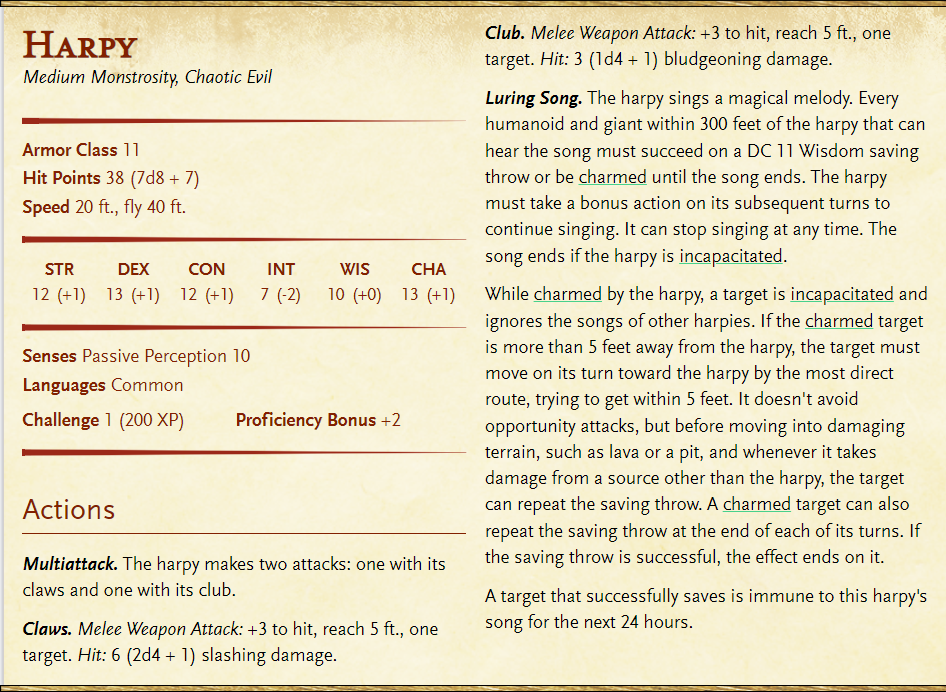 Harpy
Medium Monstrosity, Chaotic Evil
Armor Class 11
Hit Points 38 (7d8 + 7)
Speed 20 ft., fly 40 ft.
STR DEX CON INT WIS CHA
12 (+1) 13 (+1) 12 (+1) 7 (-2) 10 (+0) 13 (+1)
Senses Passive Perception 10
Languages Common
Challenge 1 (200 XP) Proficiency Bonus +2
Actions
Multiattack. The harpy makes two attacks: one with its
claws and one with its club.
Claws. Melee Weapon Attack: +3 to hit, reach 5 ft., one
target. Hit: 6 (2d4 + 1) slashing damage.
Club. Melee Weapon Attack: +3 to hit, reach 5 ft., one
target. Hit: 3 (1d4 + 1) bludgeoning damage.
Luring Song. The harpy sings a magical melody. Every
humanoid and giant within 300 feet of the harpy that can
hear the song must succeed on a DC 11 Wisdom saving
throw or be charmed until the song ends. The harpy
must take a bonus action on its subsequent turns to
continue singing. It can stop singing at any time. The
song ends if the harpy is incapacitated.
While charmed by the harpy, a target is incapacitated and
ignores the songs of other harpies. If the charmed target
is more than 5 feet away from the harpy, the target must
move on its turn toward the harpy by the most direct
route, trying to get within 5 feet. It doesn't avoid
opportunity attacks, but before moving into damaging
terrain, such as lava or a pit, and whenever it takes
damage from a source other than the harpy, the target
can repeat the saving throw. A charmed target can also
repeat the saving throw at the end of each of its turns. If
the saving throw is successful, the effect ends on it.
A target that successfully saves is immune to this harpy's
song for the next 24 hours.